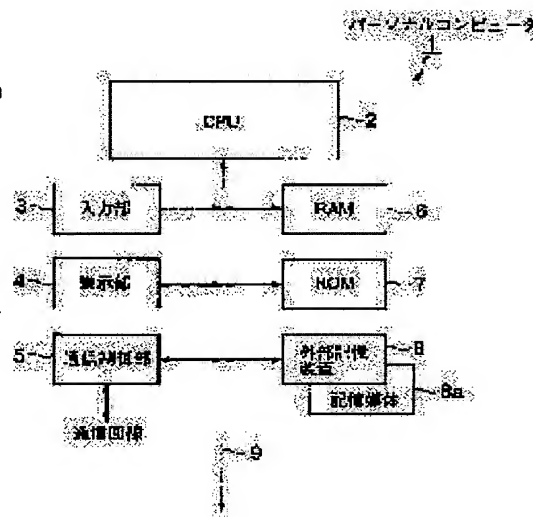 パーソナルコンピュータ
1
CPU
2
3
入力部
RAM
6
4
表示部
ROM
7
5
通信制御部
外部記憶
装置
8
記憶媒体
8a
通信回線
9